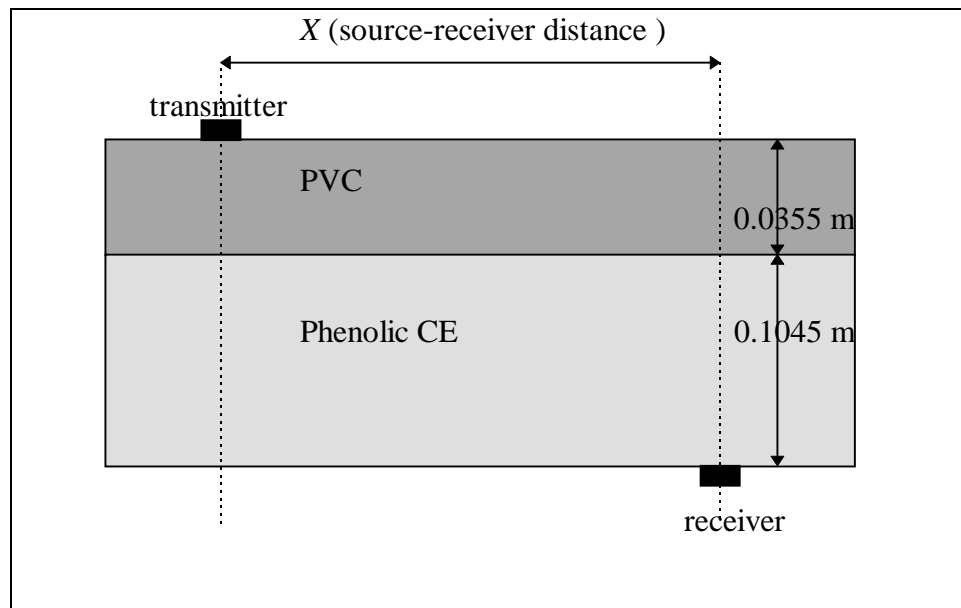 X (source-receiver distance )
transmitter
PVC
0.0355 m
Phenolic CE
0.1045 m
receiver